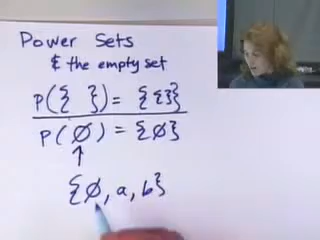 Power Sets
& the empty set
P({ }) = {{}}
P(∅) = {∅}
↑
{∅, a, b}